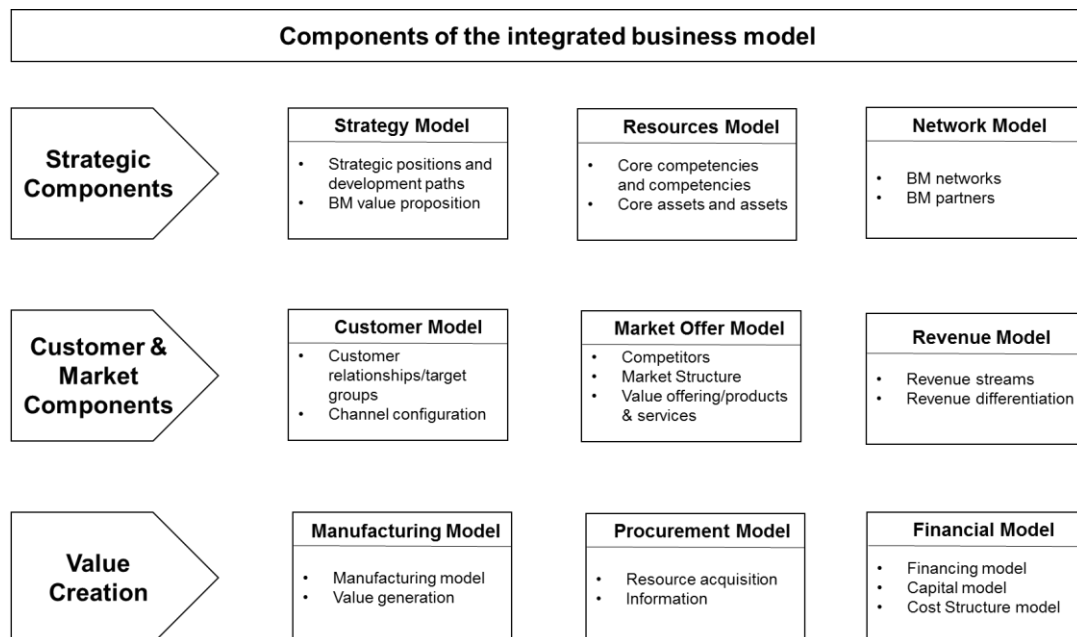 Components of the integrated business model
Strategic
Components
Strategy Model
• Strategic positions and
development paths
• BM value proposition
Resources Model
• Core competencies
and competencies
• Core assets and assets
Network Model
• BM networks
• BM partners
Customer &
Market
Components
Customer Model
• Customer
relationships/target
groups
• Channel configuration
Market Offer Model
• Competitors
• Market Structure
• Value offering/products
& services
Revenue Model
• Revenue streams
• Revenue differentiation
Value
Creation
Manufacturing Model
• Manufacturing model
• Value generation
Procurement Model
• Resource acquisition
• Information
Financial Model
• Financing model
• Capital model
• Cost Structure model